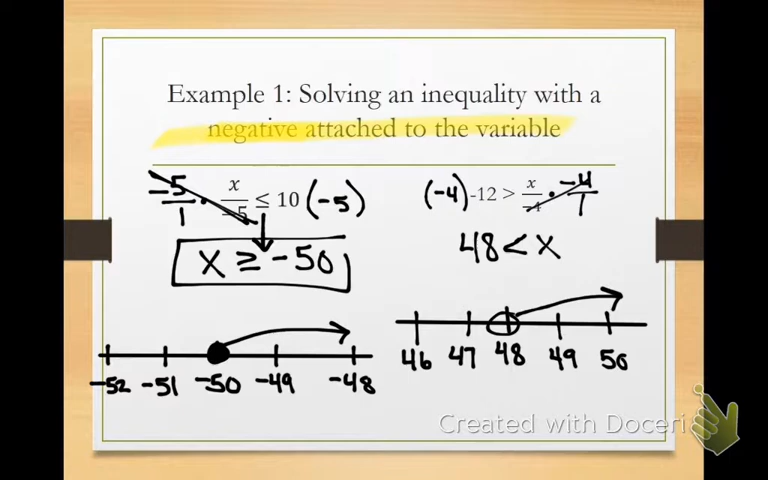 Example 1: Solving an inequality with a
negative attached to the variable
-5/1 · x/-5 ≤ 10 (-5)
x ≥ -50
-52 -51 -50 -49 -48
(-4) -12 > x/-4 · -4/1
48 < x
46 47 48 49 50
Created with Doceri